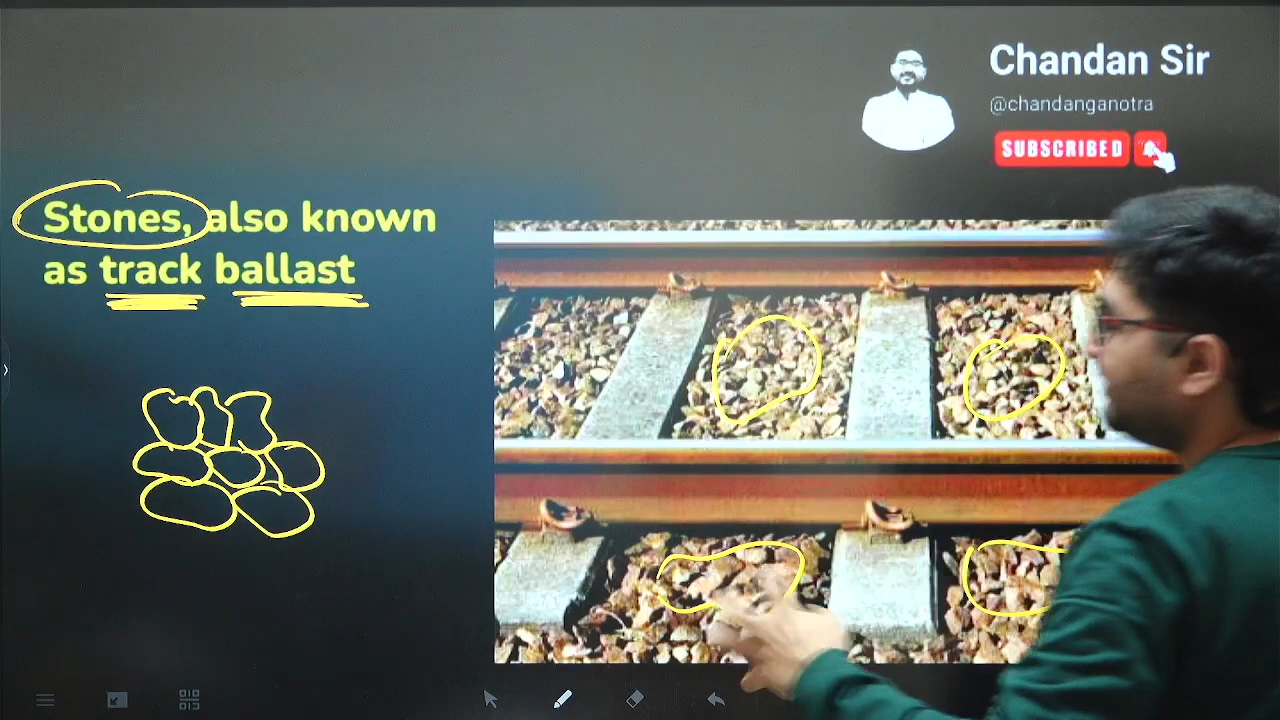 Chandan Sir
@chandanganotra
SUBSCRIBED
Stones, also known
as track ballast